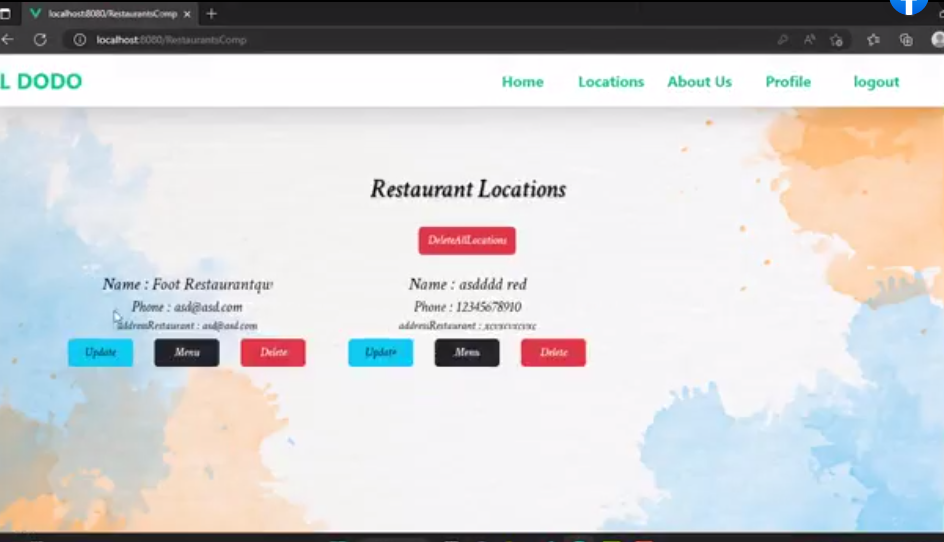 localhost:8080/RestaurantsComp
localhost:8080/RestaurantsComp
L DODO
Home Locations About Us Profile logout
Restaurant Locations
DeleteAllLocations
Name : Foot Restaurantqw Name : asdddd red
Phone : asd@asd.com Phone : 12345678910
addressRestaurant : asd@asd.com addressRestaurant : xcvxcvxcvxc
Update Menu Delete Update Menu Delete